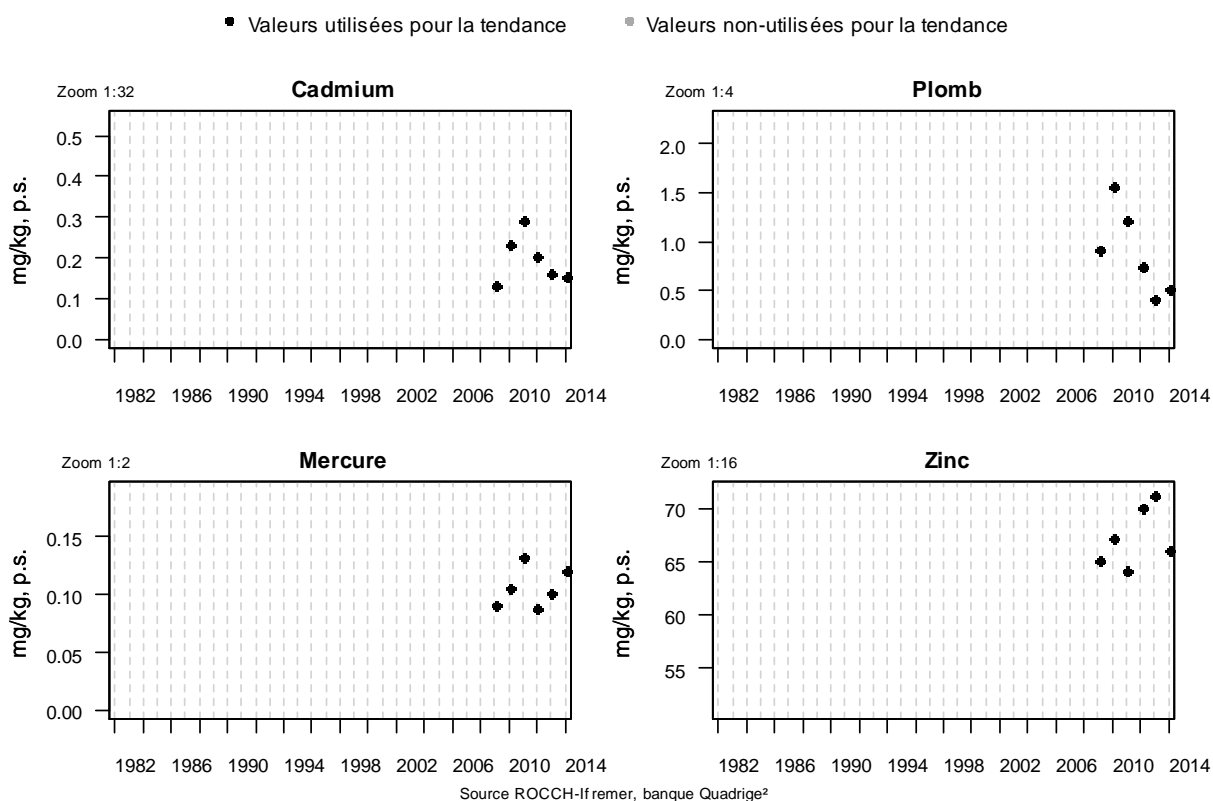 Valeurs utilisées pour la tendance
Valeurs non-utilisées pour la tendance
Zoom 1:32
Cadmium
mg/kg, p.s.
0.5
0.4
0.3
0.2
0.1
0.0
1982 1986 1990 1994 1998 2002 2006 2010 2014
Zoom 1:4
Plomb
mg/kg, p.s.
2.0
1.5
1.0
0.5
0.0
1982 1986 1990 1994 1998 2002 2006 2010 2014
Zoom 1:2
Mercure
mg/kg, p.s.
0.15
0.10
0.05
0.00
1982 1986 1990 1994 1998 2002 2006 2010 2014
Zoom 1:16
Zinc
mg/kg, p.s.
70
65
60
55
1982 1986 1990 1994 1998 2002 2006 2010 2014
Source ROCCH-Ifremer, banque Quadrige²